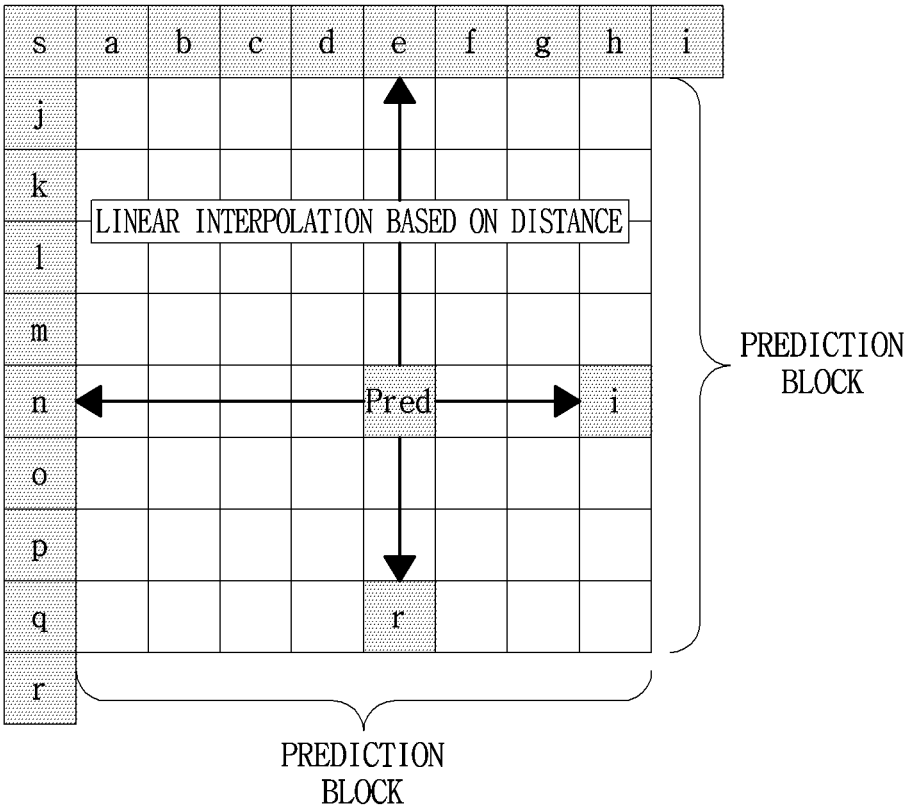 s a b c d e f g h i
j
k
LINEAR INTERPOLATION BASED ON DISTANCE
l
m
PREDICTION
BLOCK
n Pred i
o
p
q r
r
PREDICTION
BLOCK